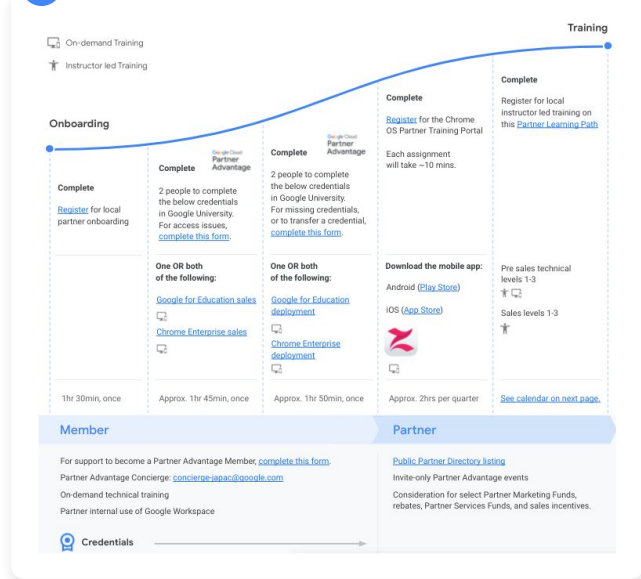 Training
On-demand Training
Instructor led Training
Onboarding
Complete
Register for local
partner onboarding
1hr 30min, once
Google Cloud
Partner
Advantage
Complete
2 people to complete
the below credentials
in Google University.
For access issues,
complete this form.
One OR both
of the following:
Google for Education sales
Chrome Enterprise sales
Approx. 1hr 45min, once
Google Cloud
Partner
Advantage
Complete
2 people to complete
the below credentials
in Google University.
For missing credentials,
or to transfer a credential,
complete this form.
One OR both
of the following:
Google for Education
deployment
Chrome Enterprise
deployment
Approx. 1hr 50min, once
Complete
Register for the Chrome
OS Partner Training Portal
Each assignment
will take ~10 mins.
Download the mobile app:
Android (Play Store)
iOS (App Store)
Approx. 2hrs per quarter
Complete
Register for local
instructor led training on
this Partner Learning Path
Pre sales technical
levels 1-3
Sales levels 1-3
See calendar on next page.
Member
For support to become a Partner Advantage Member, complete this form.
Partner Advantage Concierge: concierge-japac@google.com
On-demand technical training
Partner internal use of Google Workspace
Credentials
Partner
Public Partner Directory listing
Invite-only Partner Advantage events
Consideration for select Partner Marketing Funds,
rebates, Partner Services Funds, and sales incentives.